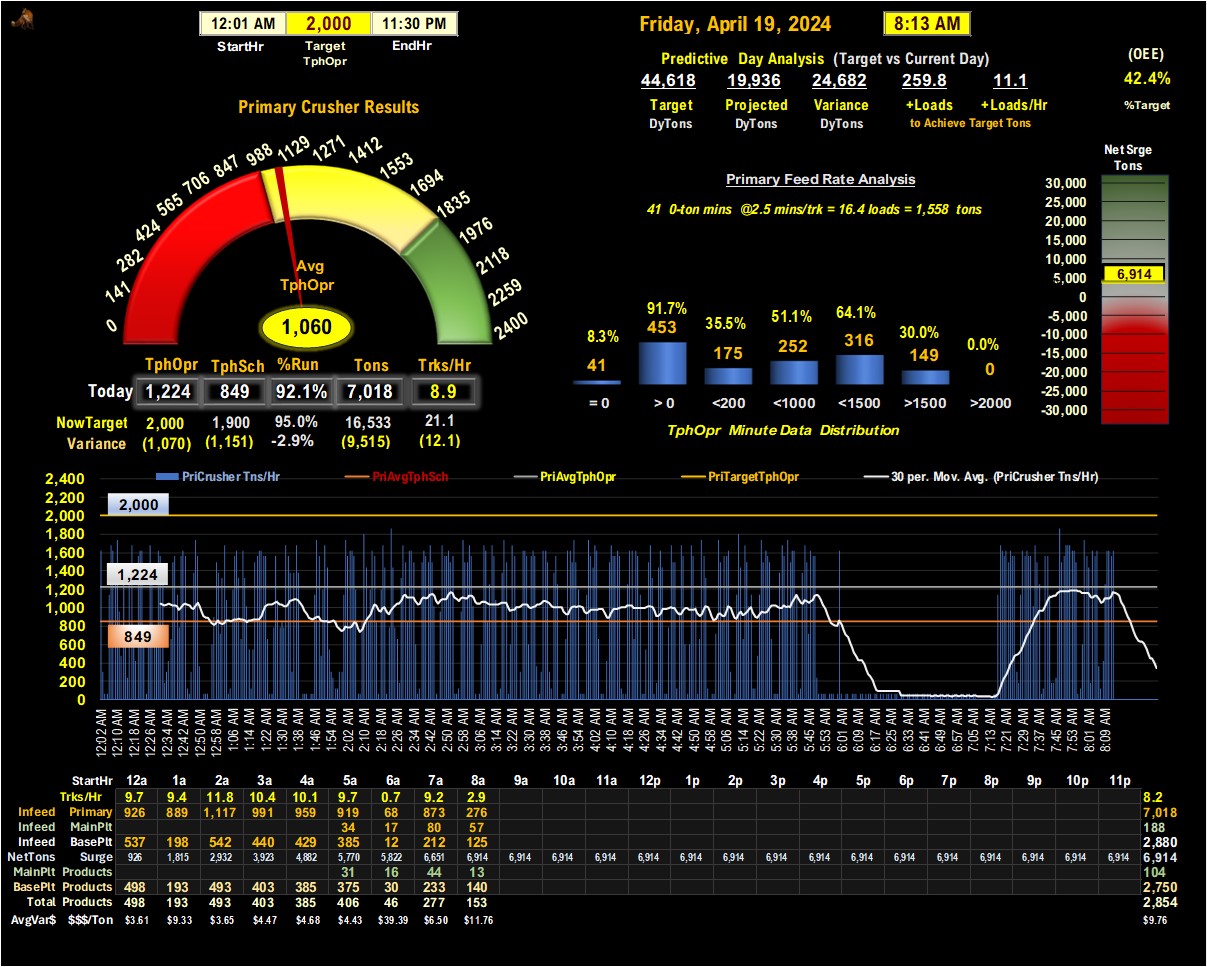 12:01 AM 2,000 11:30 PM
StartHr Target EndHr
TphOpr
Friday, April 19, 2024 8:13 AM
Predictive Day Analysis (Target vs Current Day)
44,618 19,936 24,682 259.8 11.1
Target Projected Variance +Loads +Loads/Hr
DyTons DyTons DyTons to Achieve Target Tons
(OEE)
42.4%
%Target
Primary Crusher Results
0 141 282 424 565 706 847 988 1129 1271 1412 1553 1694 1835 1976 2118 2259 2400
Avg
TphOpr
1,060
TphOpr TphSch %Run Tons Trks/Hr
Today 1,224 849 92.1% 7,018 8.9
NowTarget 2,000 1,900 95.0% 16,533 21.1
Variance (1,070) (1,151) -2.9% (9,515) (12.1)
Primary Feed Rate Analysis
41 0-ton mins @2.5 mins/trk = 16.4 loads = 1,558 tons
8.3% 91.7% 35.5% 51.1% 64.1% 30.0% 0.0%
41 453 175 252 316 149 0
= 0 > 0 <200 <1000 <1500 >1500 >2000
TphOpr Minute Data Distribution
Net Srge
Tons
30,000
25,000
20,000
15,000
10,000
5,000
6,914
0
-5,000
-10,000
-15,000
-20,000
-25,000
-30,000
PriCrusher Tns/Hr PriAvgTphSch PriAvgTphOpr PriTargetTphOpr 30 per. Mov. Avg. (PriCrusher Tns/Hr)
2,400
2,200
2,000
1,800
1,600
1,400
1,200
1,000
800
600
400
200
0
2,000
1,224
849
12:02 AM 12:10 AM 12:18 AM 12:26 AM 12:34 AM 12:42 AM 12:50 AM 12:58 AM 1:06 AM 1:14 AM 1:22 AM 1:30 AM 1:38 AM 1:46 AM 1:54 AM 2:02 AM 2:10 AM 2:18 AM 2:26 AM 2:34 AM 2:42 AM 2:50 AM 2:58 AM 3:06 AM 3:14 AM 3:22 AM 3:30 AM 3:38 AM 3:46 AM 3:54 AM 4:02 AM 4:10 AM 4:18 AM 4:26 AM 4:34 AM 4:42 AM 4:50 AM 4:58 AM 5:06 AM 5:14 AM 5:22 AM 5:30 AM 5:38 AM 5:46 AM 5:53 AM 6:01 AM 6:09 AM 6:17 AM 6:25 AM 6:33 AM 6:41 AM 6:49 AM 6:57 AM 7:05 AM 7:13 AM 7:21 AM 7:29 AM 7:37 AM 7:45 AM 7:53 AM 8:01 AM 8:09 AM
StartHr 12a 1a 2a 3a 4a 5a 6a 7a 8a 9a 10a 11a 12p 1p 2p 3p 4p 5p 6p 7p 8p 9p 10p 11p
Trks/Hr 9.7 9.4 11.8 10.4 10.1 9.7 0.7 9.2 2.9 8.2
Infeed Primary 926 889 1,117 991 959 919 68 873 276 7,018
Infeed MainPlt 34 17 80 57 188
Infeed BasePlt 537 198 542 440 429 385 12 212 125 2,880
NetTons Surge 926 1,815 2,932 3,923 4,882 5,770 5,822 6,651 6,914 6,914 6,914 6,914 6,914 6,914 6,914 6,914 6,914 6,914 6,914 6,914 6,914 6,914 6,914 6,914 6,914
MainPlt Products 31 16 44 13 104
BasePlt Products 498 193 493 403 385 375 30 233 140 2,750
Total Products 498 193 493 403 385 406 46 277 153 2,854
AvgVar$ $$$/Ton $3.61 $9.33 $3.65 $4.47 $4.68 $4.43 $39.39 $6.50 $11.76 $9.76